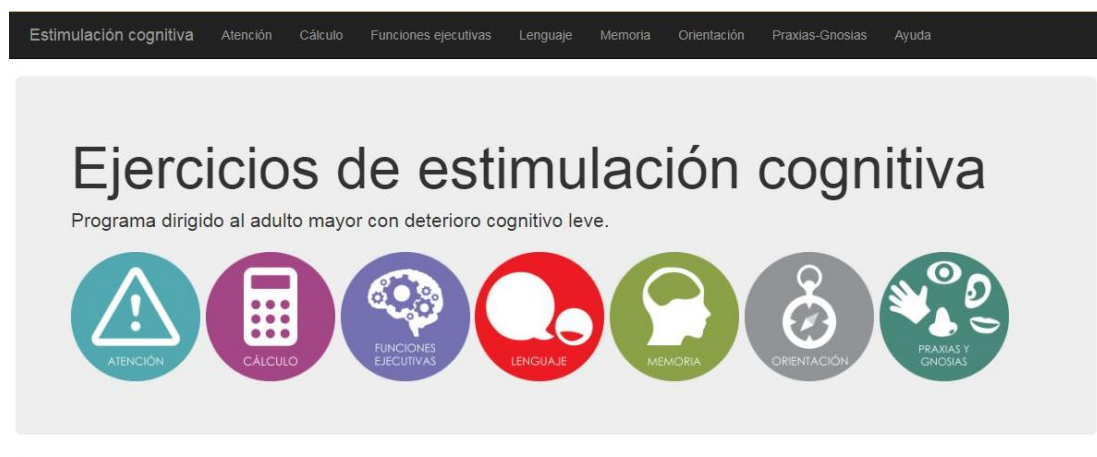 Estimulación cognitiva Atención Cálculo Funciones ejecutivas Lenguaje Memoria Orientación Praxias-Gnosias Ayuda
Ejercicios de estimulación cognitiva
Programa dirigido al adulto mayor con deterioro cognitivo leve.
ATENCIÓN
CÁLCULO
FUNCIONES
EJECUTIVAS
LENGUAJE
MEMORIA
ORIENTACIÓN
PRAXIAS Y
GNOSIAS